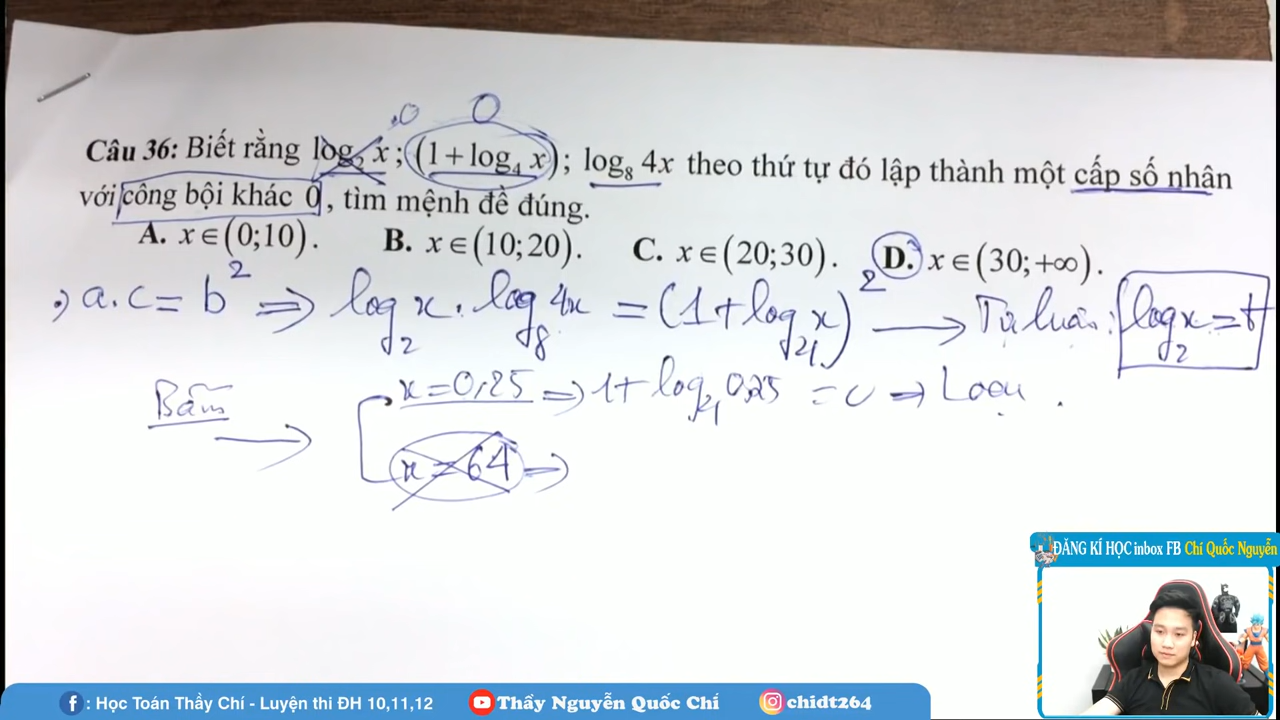 .0 0
Câu 36: Biết rằng log₂ x ; (1 + log₄ x) ; log₈ 4x theo thứ tự đó lập thành một cấp số nhân
với công bội khác 0 , tìm mệnh đề đúng.
A. x ∈ (0;10). B. x ∈ (10;20). C. x ∈ (20;30). D. x ∈ (30;+∞).
a.c = b² ⇒ log₂ x . log₈ 4x = (1 + log₄ x)² → Tự luận: log₂ x = t
Bấm → x = 0,25 ⇒ 1 + log₄ 0,25 = 0 ⇒ Loại .
x = 64 ⇒
ĐĂNG KÍ HỌC inbox FB Chí Quốc Nguyễn
: Học Toán Thầy Chí - Luyện thi ĐH 10,11,12 Thầy Nguyễn Quốc Chí chidt264